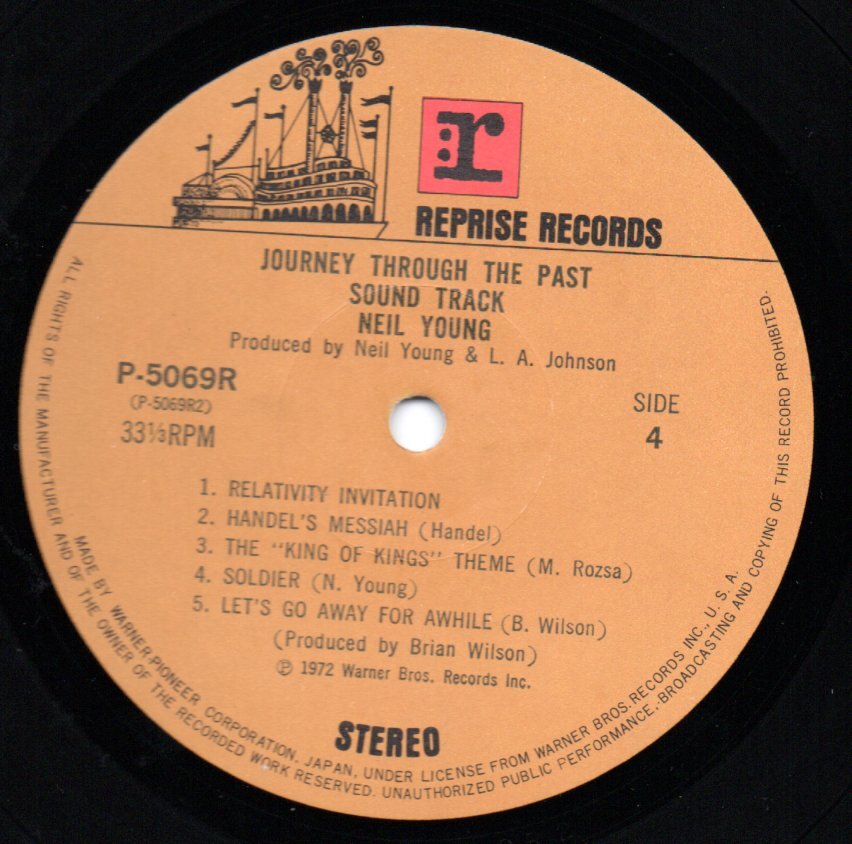 r
REPRISE RECORDS
JOURNEY THROUGH THE PAST
SOUND TRACK
NEIL YOUNG
Produced by Neil Young & L. A. Johnson
P-5069R
(P-5069R2)
33⅓RPM
SIDE
4
1. RELATIVITY INVITATION
2. HANDEL'S MESSIAH (Handel)
3. THE "KING OF KINGS" THEME (M. Rozsa)
4. SOLDIER (N. Young)
5. LET'S GO AWAY FOR AWHILE (B. Wilson)
(Produced by Brian Wilson)
℗ 1972 Warner Bros. Records Inc.
STEREO
MADE BY WARNER-PIONEER CORPORATION, JAPAN, UNDER LICENSE FROM WARNER BROS. RECORDS INC., U. S. A.
ALL RIGHTS OF THE MANUFACTURER AND OF THE OWNER OF THE RECORDED WORK RESERVED. UNAUTHORIZED PUBLIC PERFORMANCE, BROADCASTING AND COPYING OF THIS RECORD PROHIBITED.